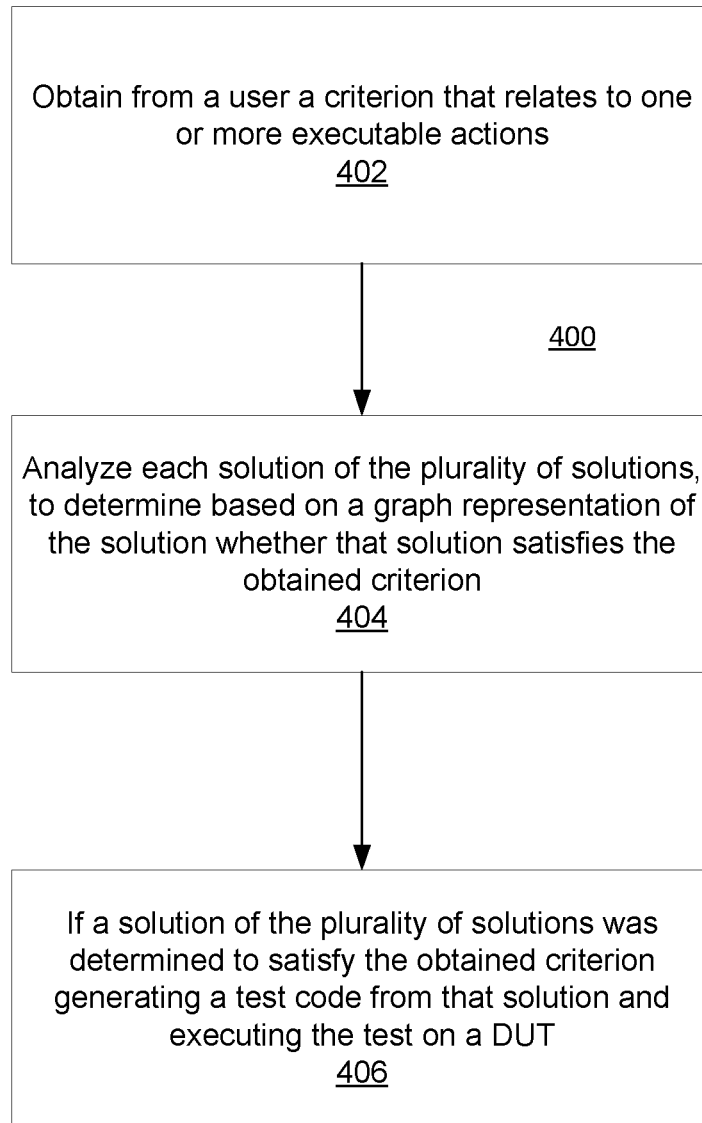 Obtain from a user a criterion that relates to one
or more executable actions
402
400
Analyze each solution of the plurality of solutions,
to determine based on a graph representation of
the solution whether that solution satisfies the
obtained criterion
404
If a solution of the plurality of solutions was
determined to satisfy the obtained criterion
generating a test code from that solution and
executing the test on a DUT
406